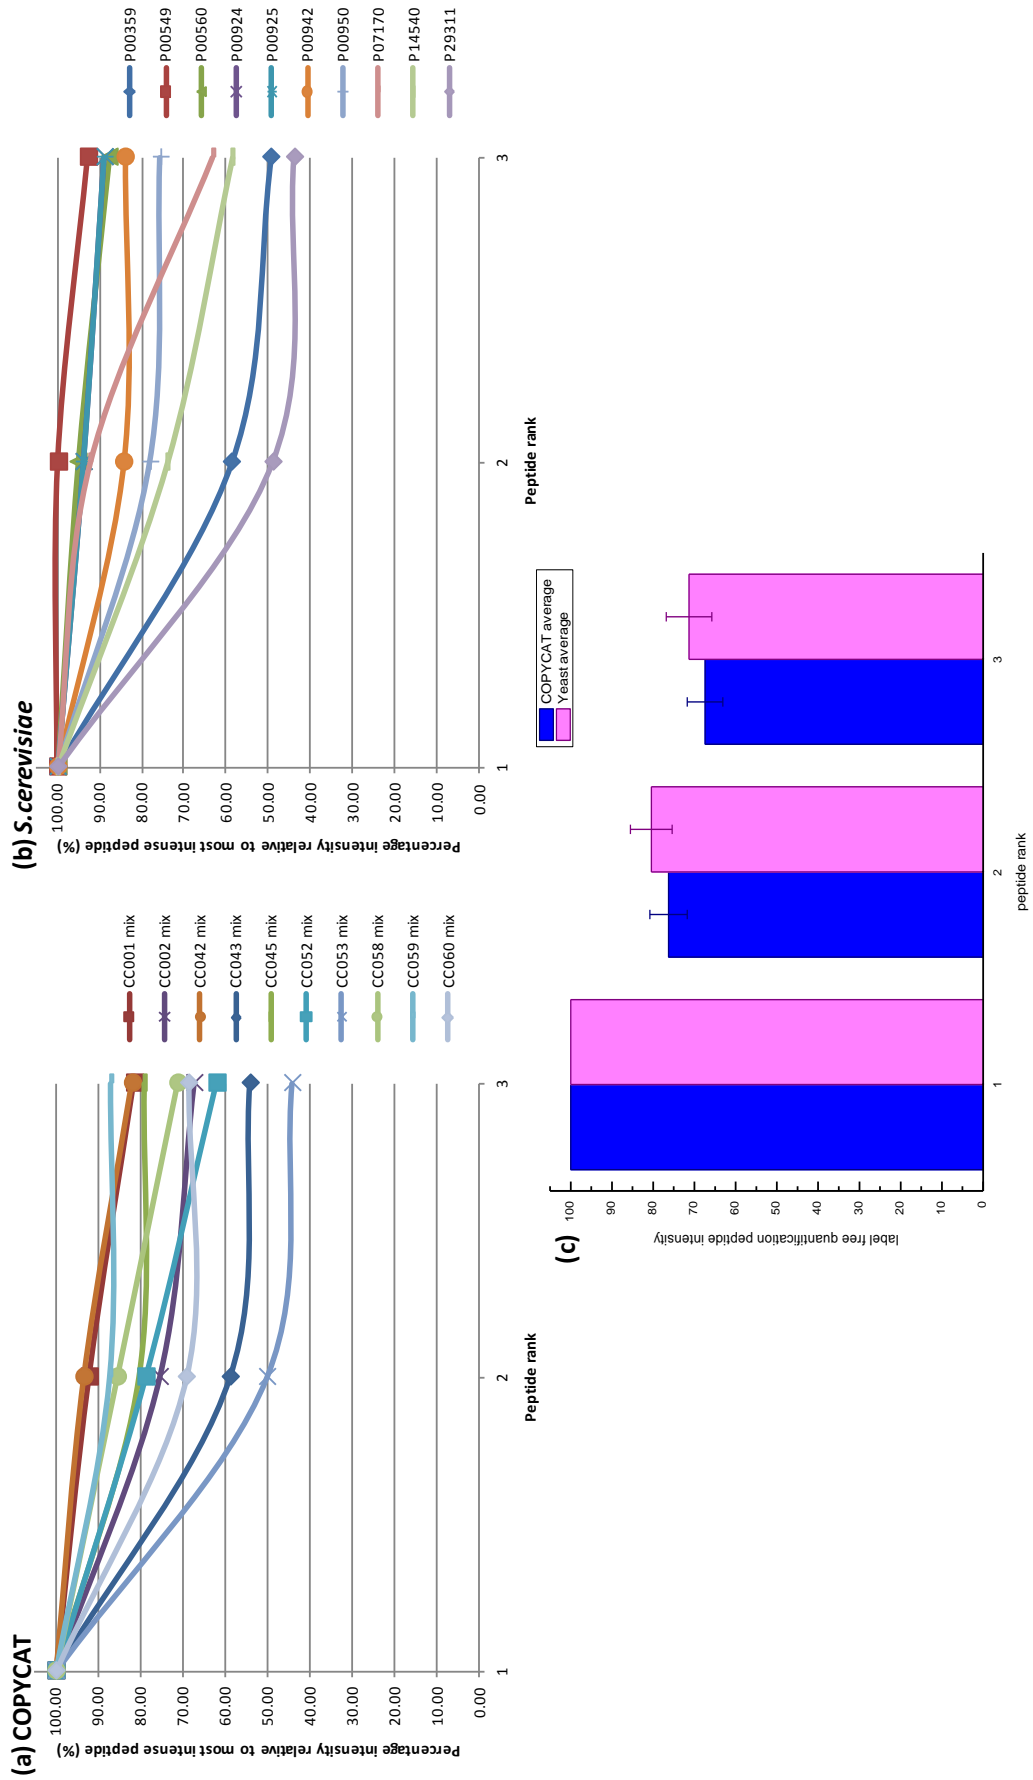 (a) COPYCAT
Percentage intensity relative to most intense peptide (%)
100.00
90.00
80.00
70.00
60.00
50.00
40.00
30.00
20.00
10.00
0.00
1
2
3
Peptide rank
CC001 mix
CC002 mix
CC042 mix
CC043 mix
CC045 mix
CC052 mix
CC053 mix
CC058 mix
CC059 mix
CC060 mix
(b) S.cerevisiae
Percentage intensity relative to most intense peptide (%)
100.00
90.00
80.00
70.00
60.00
50.00
40.00
30.00
20.00
10.00
0.00
1
2
3
Peptide rank
P00359
P00549
P00560
P00924
P00925
P00942
P00950
P07170
P14540
P29311
(c)
label free quantification peptide intensity
100
90
80
70
60
50
40
30
20
10
0
1
2
3
peptide rank
COPYCAT average
Yeast average